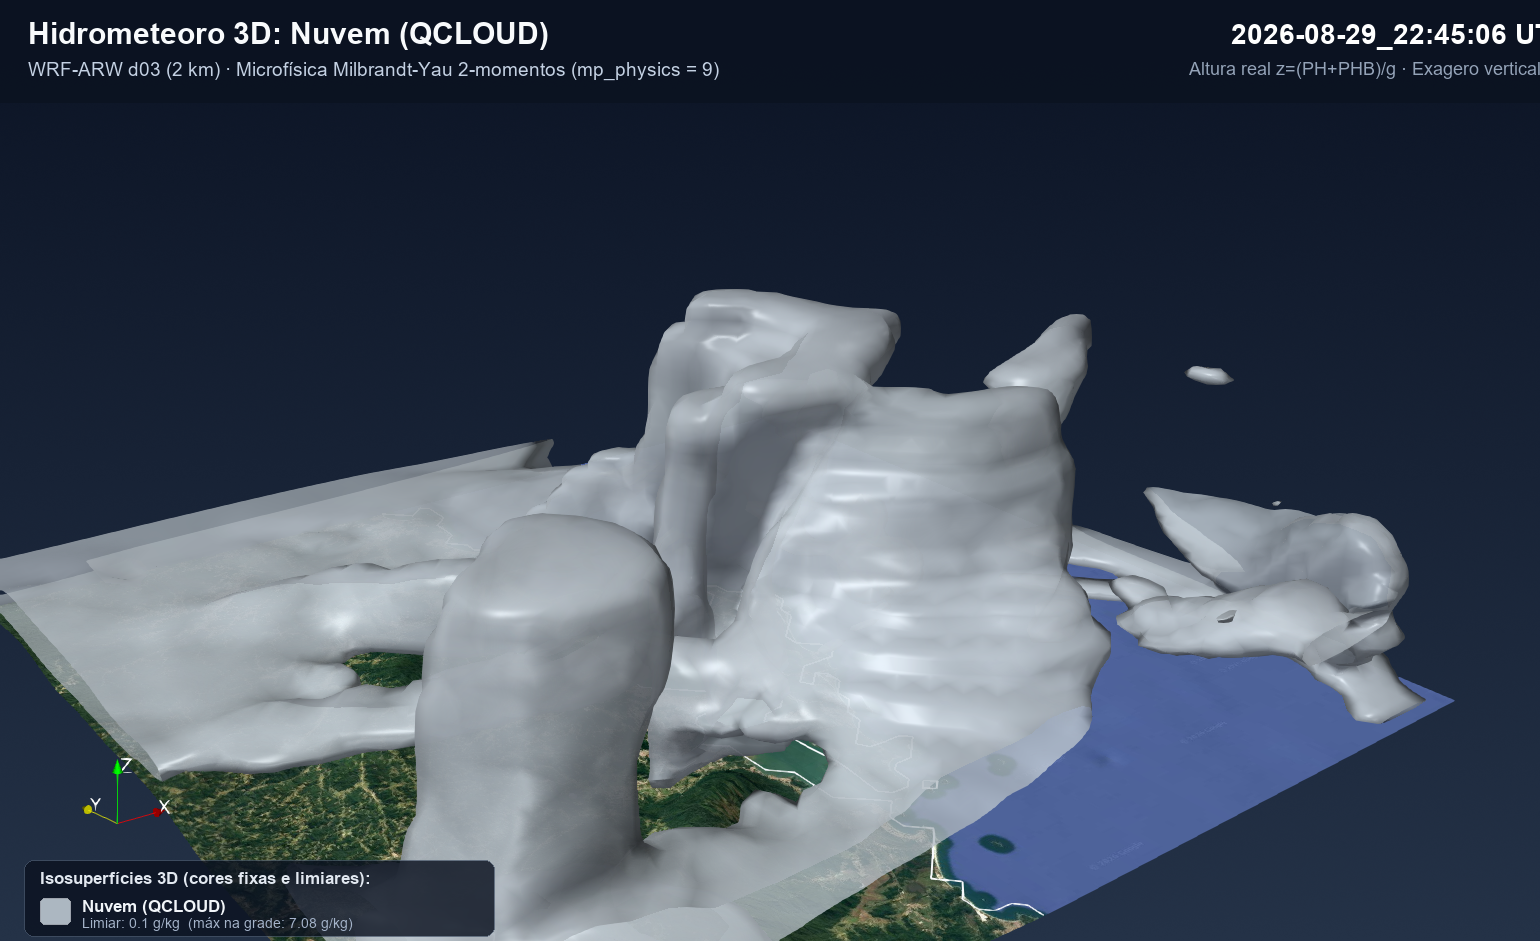 Hidrometeoro 3D: Nuvem (QCLOUD)
2026-08-29_22:45:06 UT
WRF-ARW d03 (2 km) · Microfísica Milbrandt-Yau 2-momentos (mp_physics = 9)
Altura real z=(PH+PHB)/g · Exagero vertical
Z
Y
X
Isosuperfícies 3D (cores fixas e limiares):
Nuvem (QCLOUD)
Limiar: 0.1 g/kg (máx na grade: 7.08 g/kg)